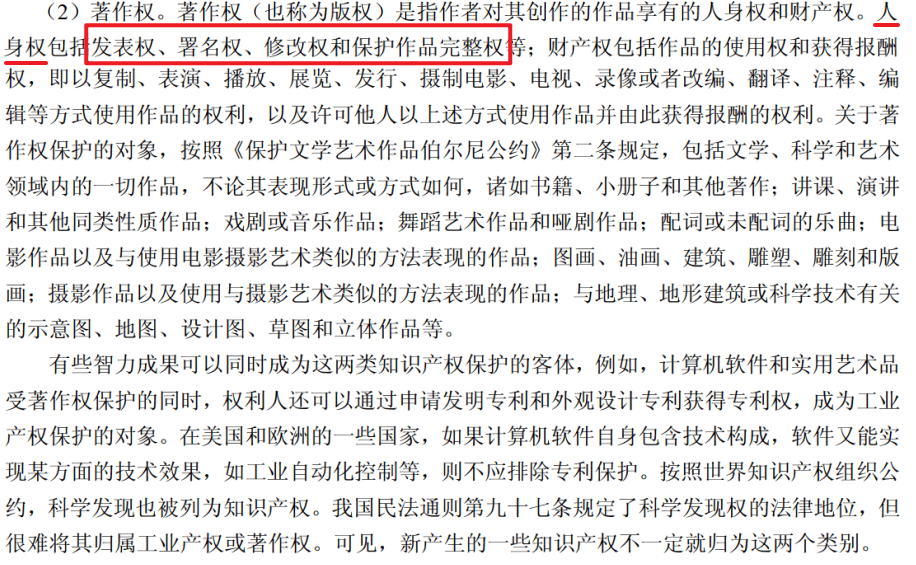 （2）著作权。著作权（也称为版权）是指作者对其创作的作品享有的人身权和财产权。人
身权包括发表权、署名权、修改权和保护作品完整权等；财产权包括作品的使用权和获得报酬
权，即以复制、表演、播放、展览、发行、摄制电影、电视、录像或者改编、翻译、注释、编
辑等方式使用作品的权利，以及许可他人以上述方式使用作品并由此获得报酬的权利。关于著
作权保护的对象，按照《保护文学艺术作品伯尔尼公约》第二条规定，包括文学、科学和艺术
领域内的一切作品，不论其表现形式或方式如何，诸如书籍、小册子和其他著作；讲课、演讲
和其他同类性质作品；戏剧或音乐作品；舞蹈艺术作品和哑剧作品；配词或未配词的乐曲；电
影作品以及与使用电影摄影艺术类似的方法表现的作品；图画、油画、建筑、雕塑、雕刻和版
画；摄影作品以及使用与摄影艺术类似的方法表现的作品；与地理、地形建筑或科学技术有关
的示意图、地图、设计图、草图和立体作品等。
有些智力成果可以同时成为这两类知识产权保护的客体，例如，计算机软件和实用艺术品
受著作权保护的同时，权利人还可以通过申请发明专利和外观设计专利获得专利权，成为工业
产权保护的对象。在美国和欧洲的一些国家，如果计算机软件自身包含技术构成，软件又能实
现某方面的技术效果，如工业自动化控制等，则不应排除专利保护。按照世界知识产权组织公
约，科学发现也被列为知识产权。我国民法通则第九十七条规定了科学发现权的法律地位，但
很难将其归属工业产权或著作权。可见，新产生的一些知识产权不一定就归为这两个类别。